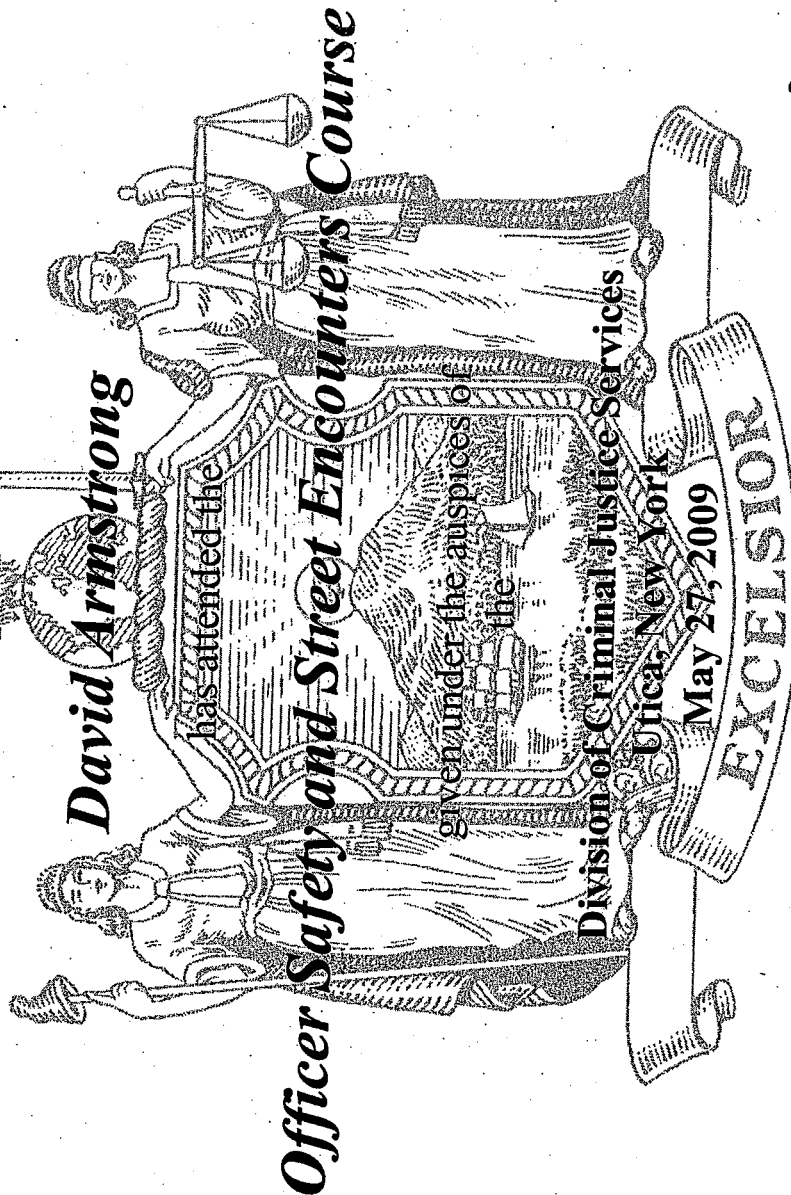 David Armstrong
has attended the
Officer Safety and Street Encounters Course
given under the auspices of
the
Division of Criminal Justice Services
Utica, New York
May 27, 2009
EXCELSIOR